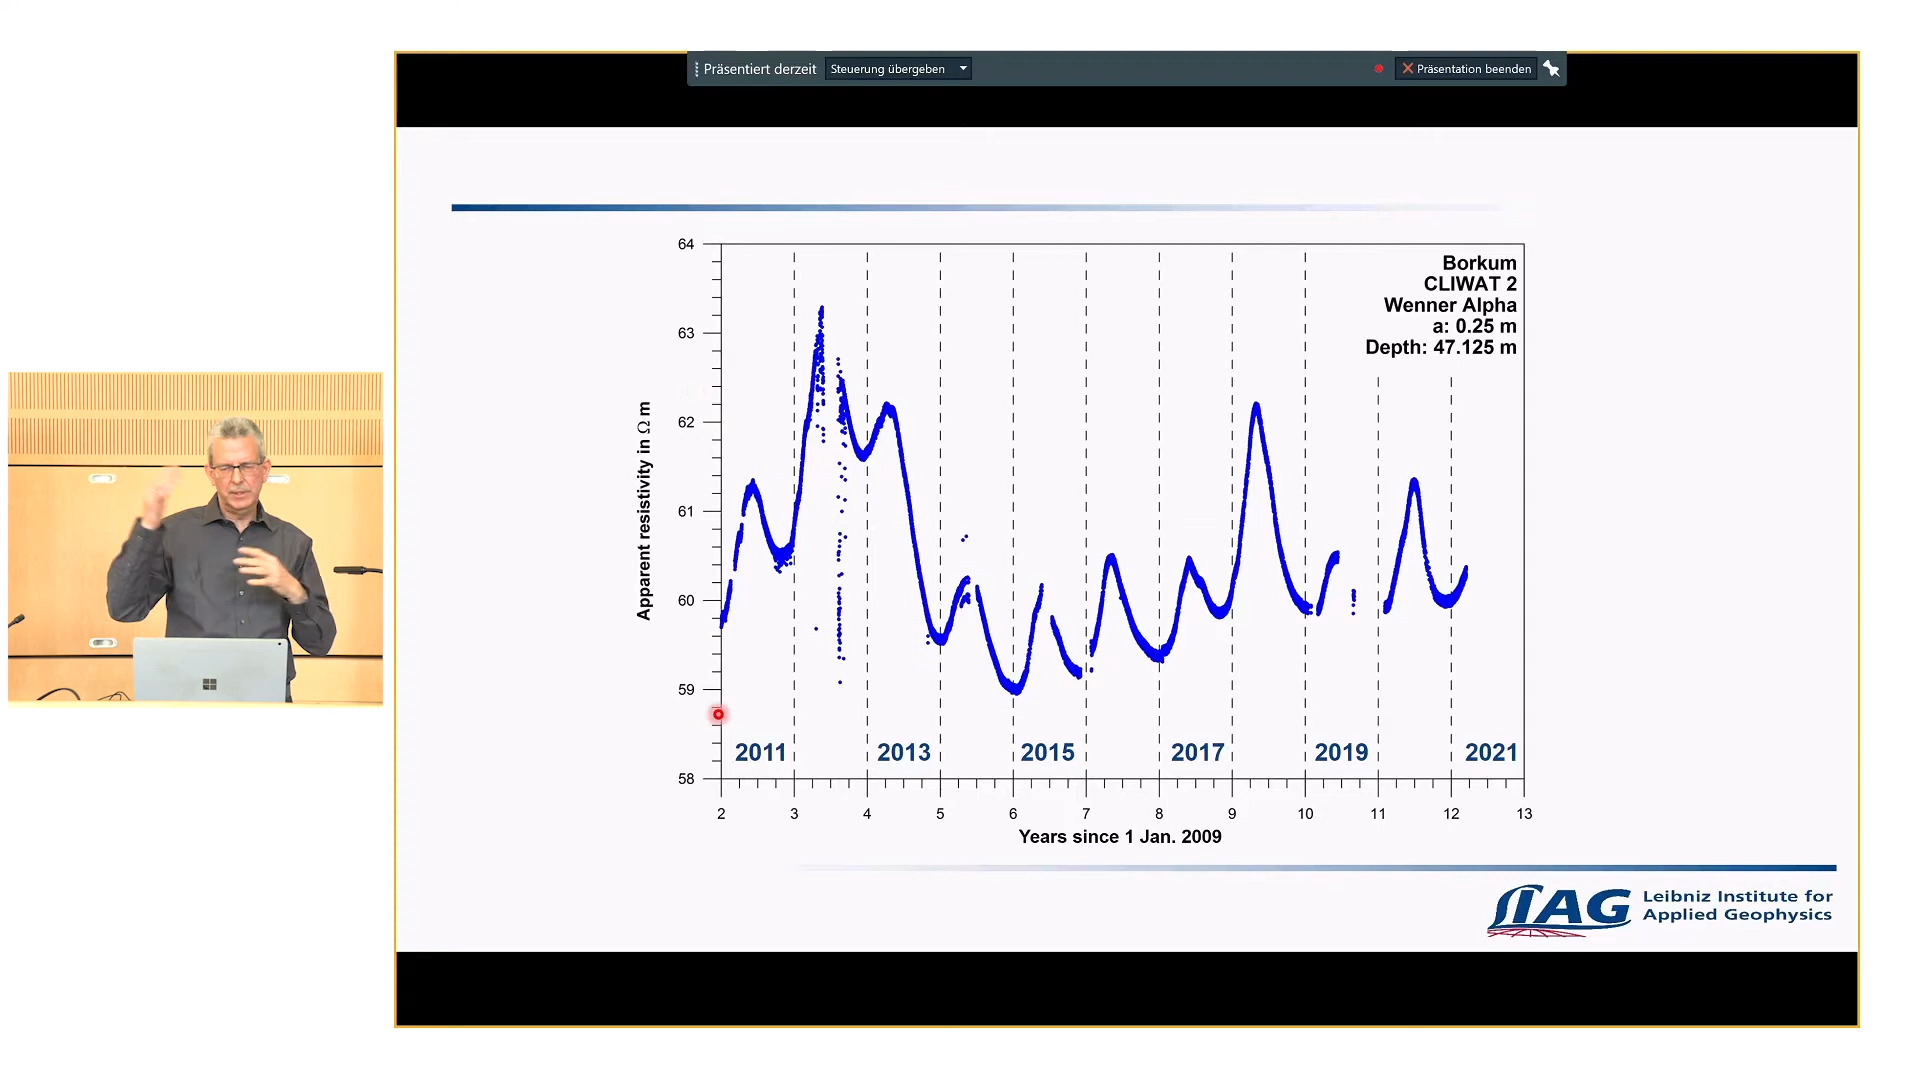 Präsentiert derzeit
Steuerung übergeben
Präsentation beenden
64
63
62
61
60
59
58
Apparent resistivity in Ω m
Borkum
CLIWAT 2
Wenner Alpha
a: 0.25 m
Depth: 47.125 m
2011
2013
2015
2017
2019
2021
2 3 4 5 6 7 8 9 10 11 12 13
Years since 1 Jan. 2009
LIAG
Leibniz Institute for
Applied Geophysics